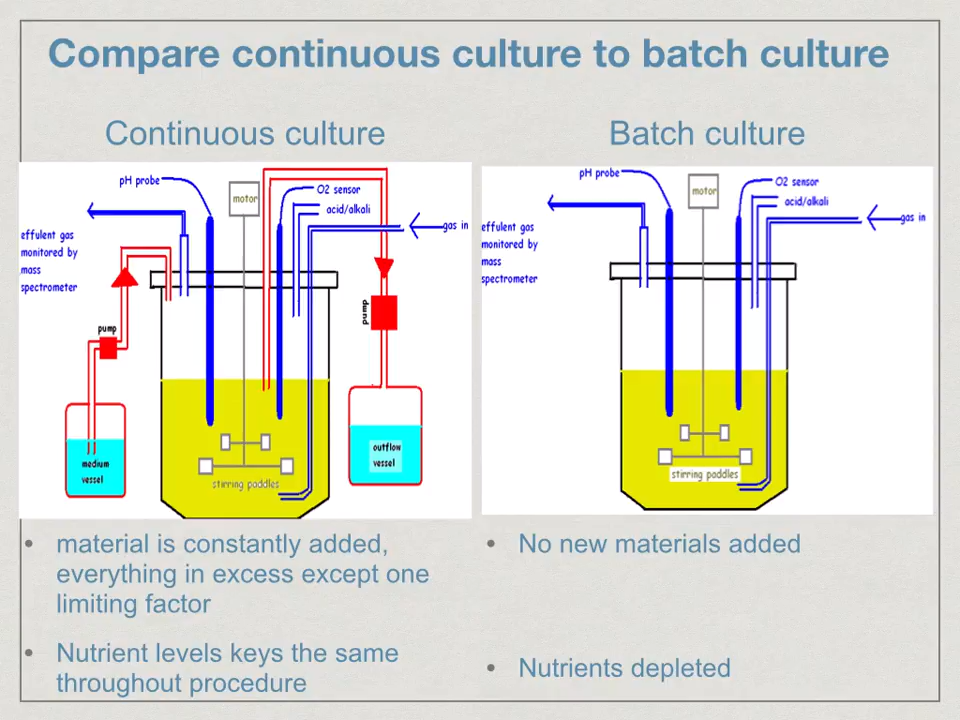 Compare continuous culture to batch culture
Continuous culture
Batch culture
pH probe
motor
O2 sensor
acid/alkali
gas in
effulent gas
monitored by
mass
spectrometer
pump
pump
medium
vessel
outflow
vessel
stirring paddles
pH probe
motor
O2 sensor
acid/alkali
gas in
effulent gas
monitored by
mass
spectrometer
stirring paddles
• material is constantly added,
everything in excess except one
limiting factor
• Nutrient levels keys the same
throughout procedure
• No new materials added
• Nutrients depleted